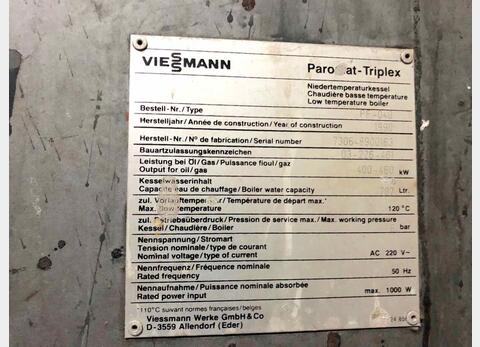 VIESSMANN
Paromat-Triplex
Niedertemperaturkessel
Chaudière basse température
Low temperature boiler
Bestell-Nr./Type
Herstelljahr/Année de construction/Year of construction
Herstell-Nr./N° de fabrication/Serial number
Bauartzulassungskennzeichen
Leistung bei Öl/Gas/Puissance fioul/gaz
Output for oil/gas 400-460 kW
Kesselwasserinhalt
Capacité eau de chauffage/Boiler water capacity Ltr.
zul. Vorlauftemperatur/Température de départ max.*
Max. flow temperature 120°C
zul. Betriebsüberdruck/Pression de service max./Max. working pressure
Kessel/Chaudière/Boiler bar
Nennspannung/Stromart
Tension nominale/type de courant
Nominal voltage/type of current AC 220 V~
Nennfrequenz/Fréquence nominale
Rated frequency 50 Hz
Nennaufnahme/Puissance nominale absorbée
Rated power input max. 1000 W
*110°C suivant normes françaises/belges
Viessmann Werke GmbH & Co
D-3559 Allendorf (Eder)